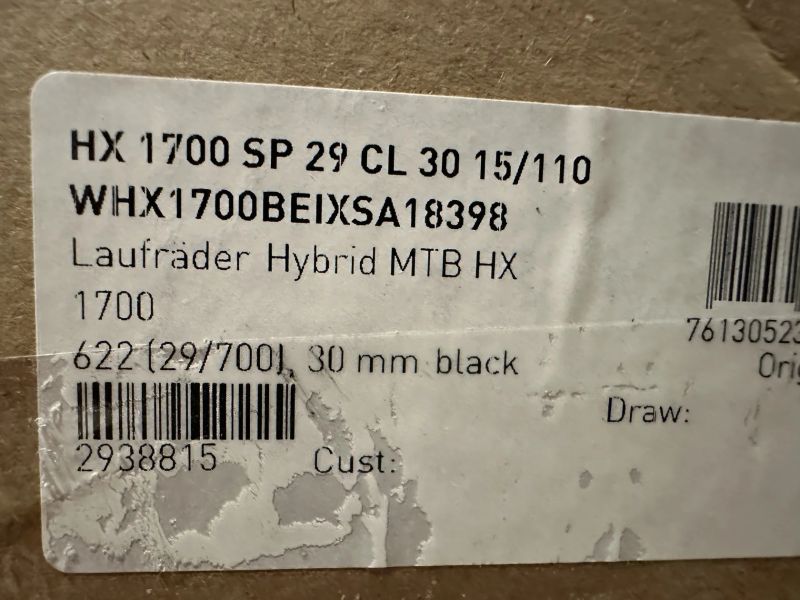 HX 1700 SP 29 CL 30 15/110
WHX1700BEIXSA18398
Laufräder Hybrid MTB HX
1700
622 (29/700), 30 mm black
2938815
Cust:
Draw:
76130523